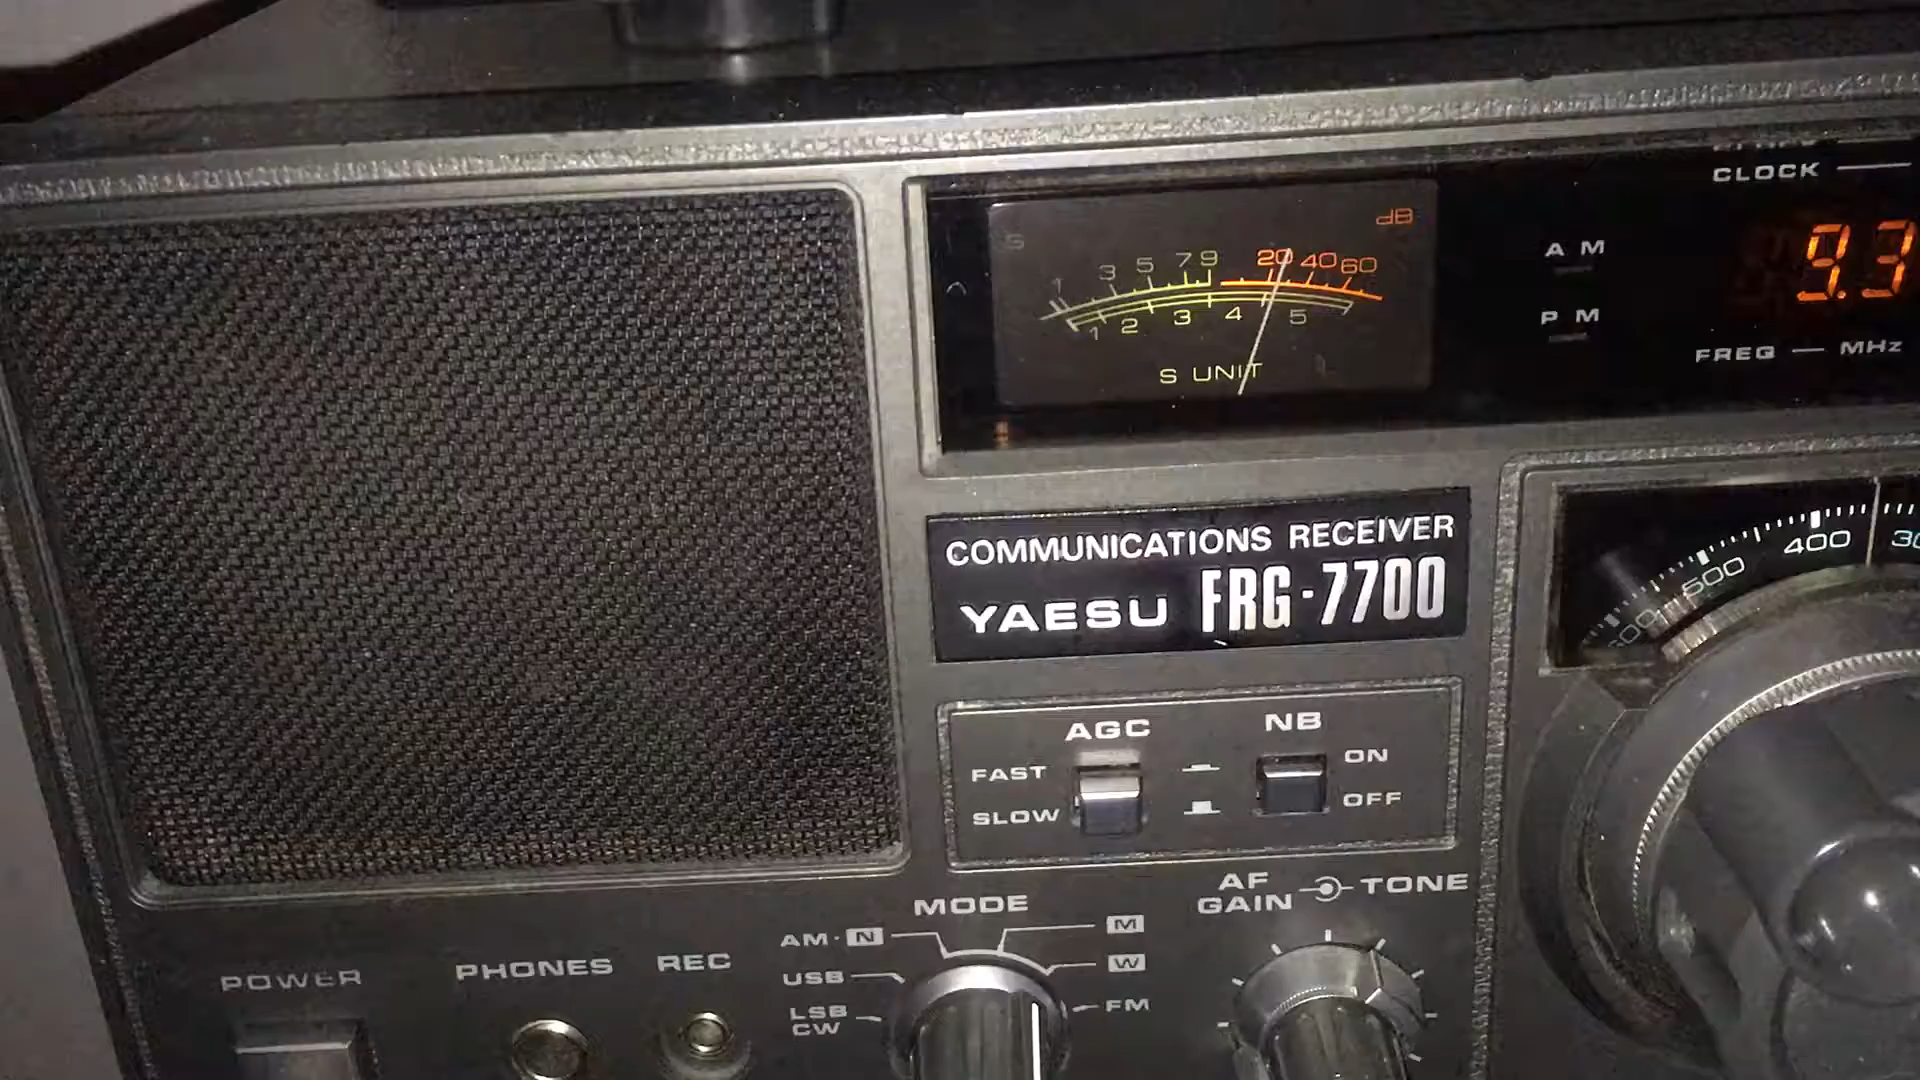 CLOCK
S
dB
1 3 5 7 9 20 40 60
1 2 3 4 5
S UNIT
AM
PM
9.3
FREQ — MHz
COMMUNICATIONS RECEIVER
YAESU FRG-7700
400
500
AGC
NB
FAST
SLOW
ON
OFF
AF GAIN
TONE
MODE
AM·N
USB
LSB
CW
M
W
FM
POWER
PHONES
REC